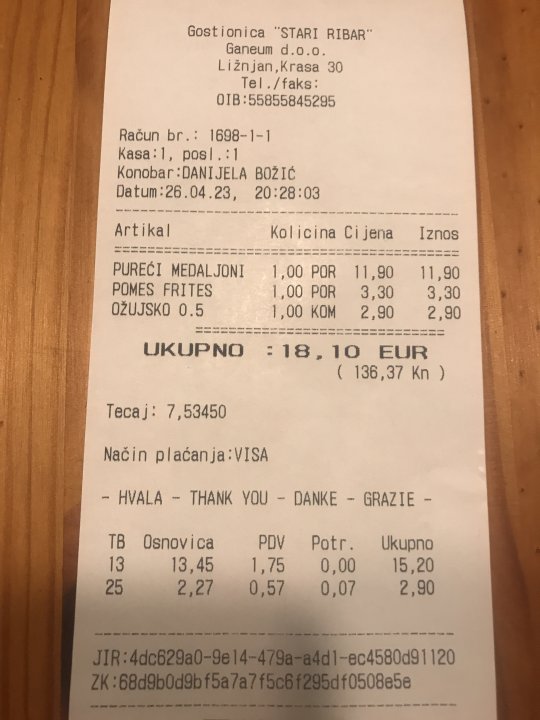 Gostionica "STARI RIBAR"
Ganeum d.o.o.
Ližnjan,Krasa 30
Tel./faks:
OIB:55855845295
Račun br.: 1698-1-1
Kasa:1, posl.:1
Konobar:DANIJELA BOŽIĆ
Datum:26.04.23, 20:28:03
Artikal Kolicina Cijena Iznos
PUREĆI MEDALJONI 1,00 POR 11,90 11,90
POMES FRITES 1,00 POR 3,30 3,30
OŽUJSKO 0.5 1,00 KOM 2,90 2,90
UKUPNO :18,10 EUR
( 136,37 Kn )
Tecaj: 7,53450
Način plaćanja:VISA
- HVALA - THANK YOU - DANKE - GRAZIE -
TB Osnovica PDV Potr. Ukupno
13 13,45 1,75 0,00 15,20
25 2,27 0,57 0,07 2,90
JIR:4dc629a0-9e14-479a-a4d1-ec4580d91120
ZK:68d9b0d9bf5a7a7f5c6f295df0508e5e